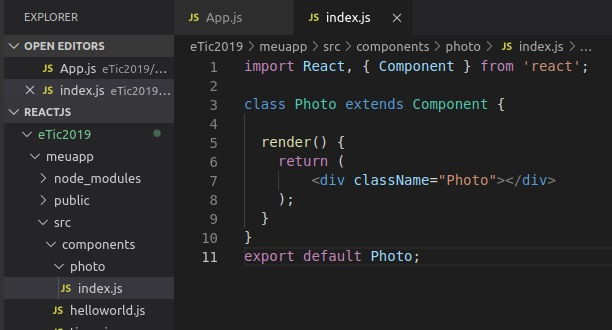 EXPLORER
OPEN EDITORS
JS App.js eTic2019/...
JS index.js eTic2019...
REACTJS
eTic2019
meuapp
node_modules
public
src
components
photo
JS index.js
JS helloworld.js
JS App.js
JS index.js
eTic2019 > meuapp > src > components > photo > JS index.js > ...
1 import React, { Component } from 'react';
2
3 class Photo extends Component {
4
5 render() {
6 return (
7 <div className="Photo"></div>
8 );
9 }
10 }
11 export default Photo;